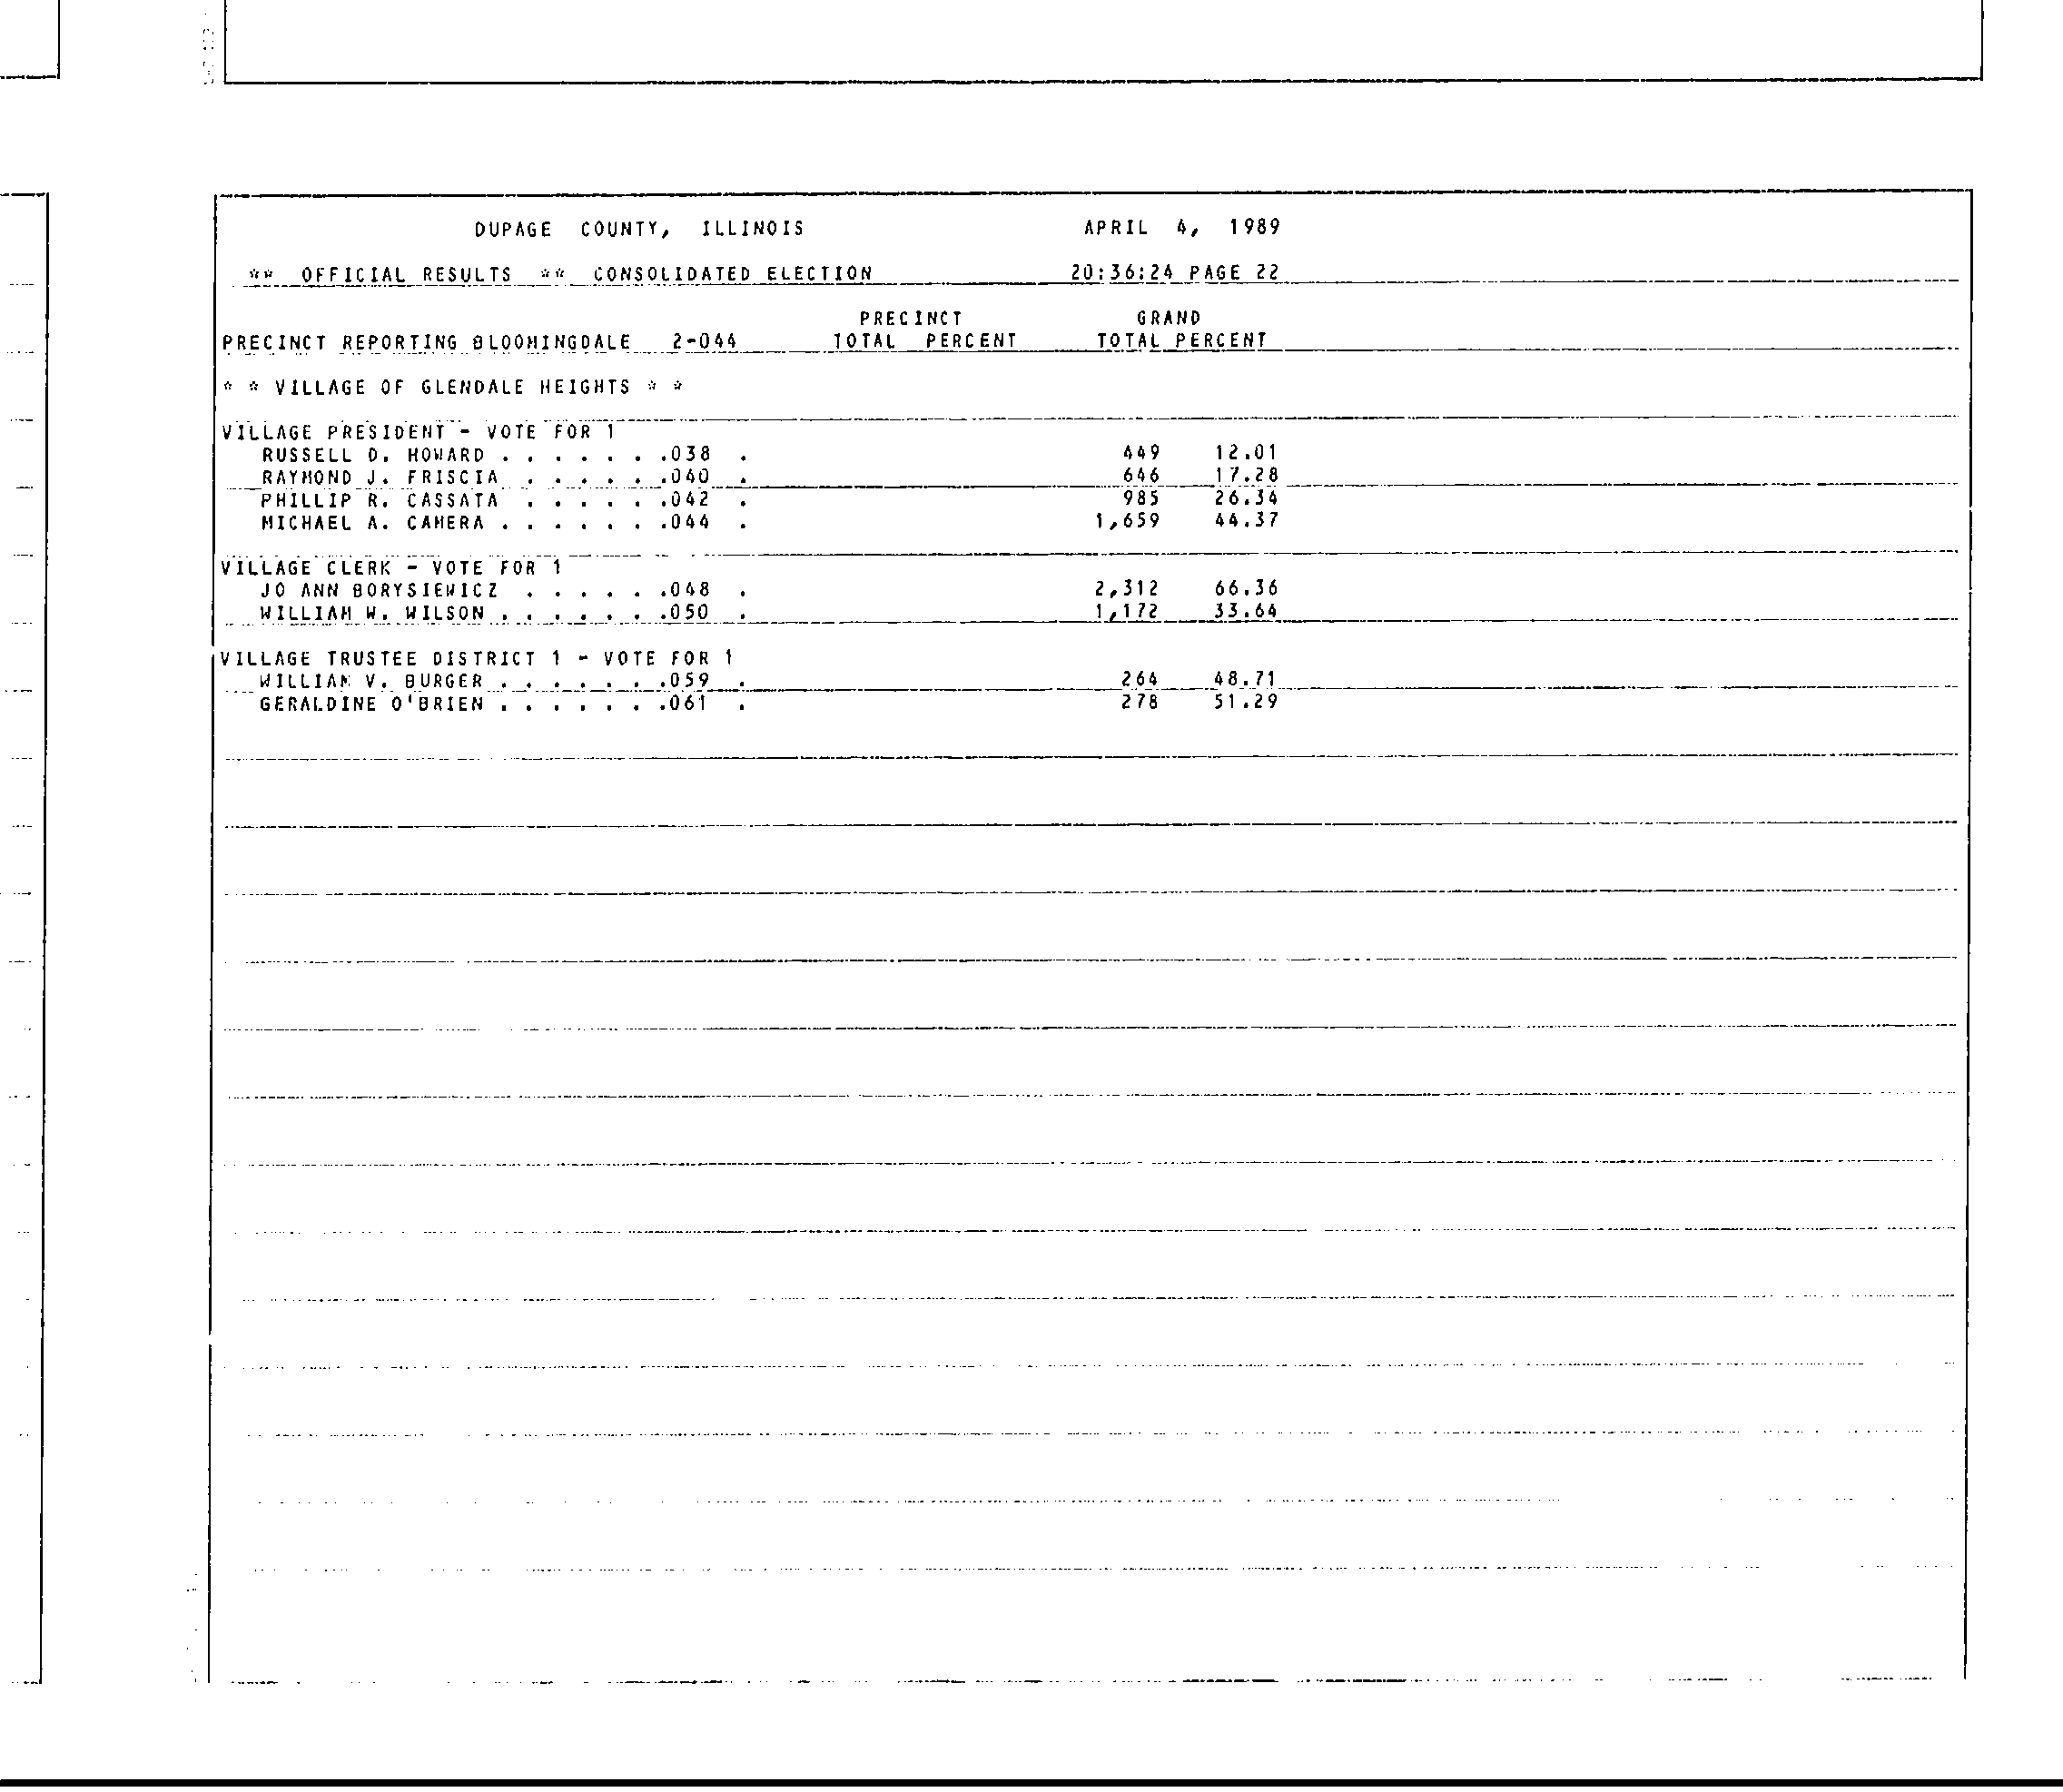 DUPAGE COUNTY, ILLINOIS APRIL 4, 1989
** OFFICIAL RESULTS ** CONSOLIDATED ELECTION 20:36:24 PAGE 22
PRECINCT GRAND
PRECINCT REPORTING BLOOMINGDALE 2-044 TOTAL PERCENT TOTAL PERCENT
* * VILLAGE OF GLENDALE HEIGHTS * *
VILLAGE PRESIDENT - VOTE FOR 1
RUSSELL D. HOWARD . . . . . . .038 . 449 12.01
RAYMOND J. FRISCIA . . . . . .040 . 646 17.28
PHILLIP R. CASSATA . . . . . .042 . 985 26.34
MICHAEL A. CAMERA . . . . . . .044 . 1,659 44.37
VILLAGE CLERK - VOTE FOR 1
JO ANN BORYSIEWICZ . . . . . .048 . 2,312 66.36
WILLIAM W. WILSON . . . . . . .050 . 1,172 33.64
VILLAGE TRUSTEE DISTRICT 1 - VOTE FOR 1
WILLIAM V. BURGER . . . . . . .059 . 264 48.71
GERALDINE O'BRIEN . . . . . . .061 . 278 51.29